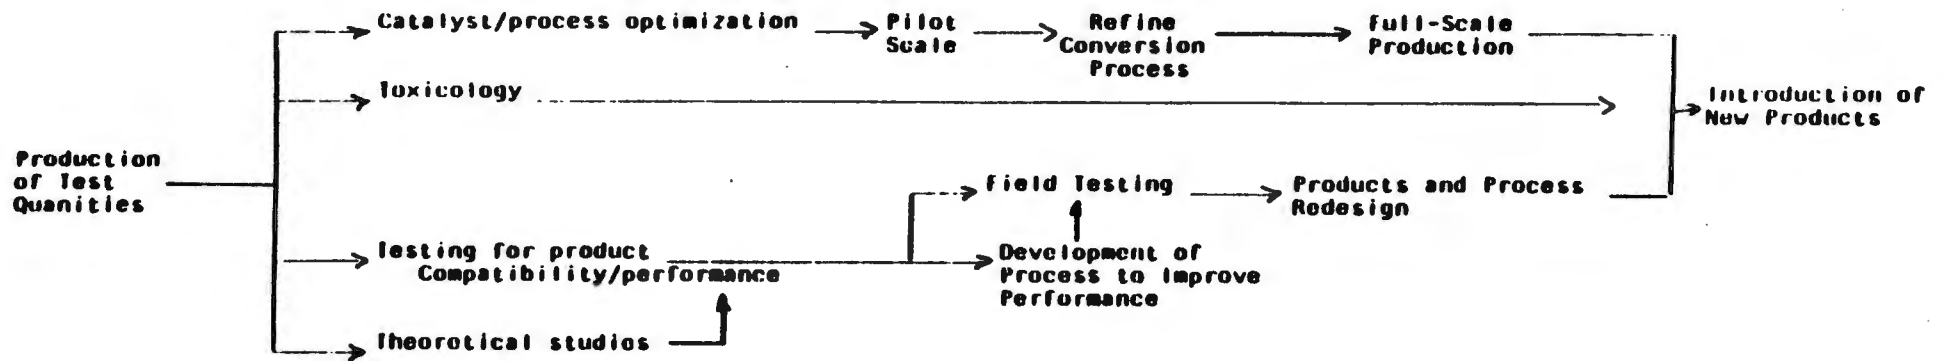 Catalyst/process optimization
Pilot
Scale
Refine
Conversion
Process
Full-Scale
Production
Toxicology
Introduction of
New Products
Production
of Test
Quanities
Field Testing
Products and Process
Redesign
Testing for product
Compatibility/performance
Development of
Process to Improve
Performance
Theorotical studios